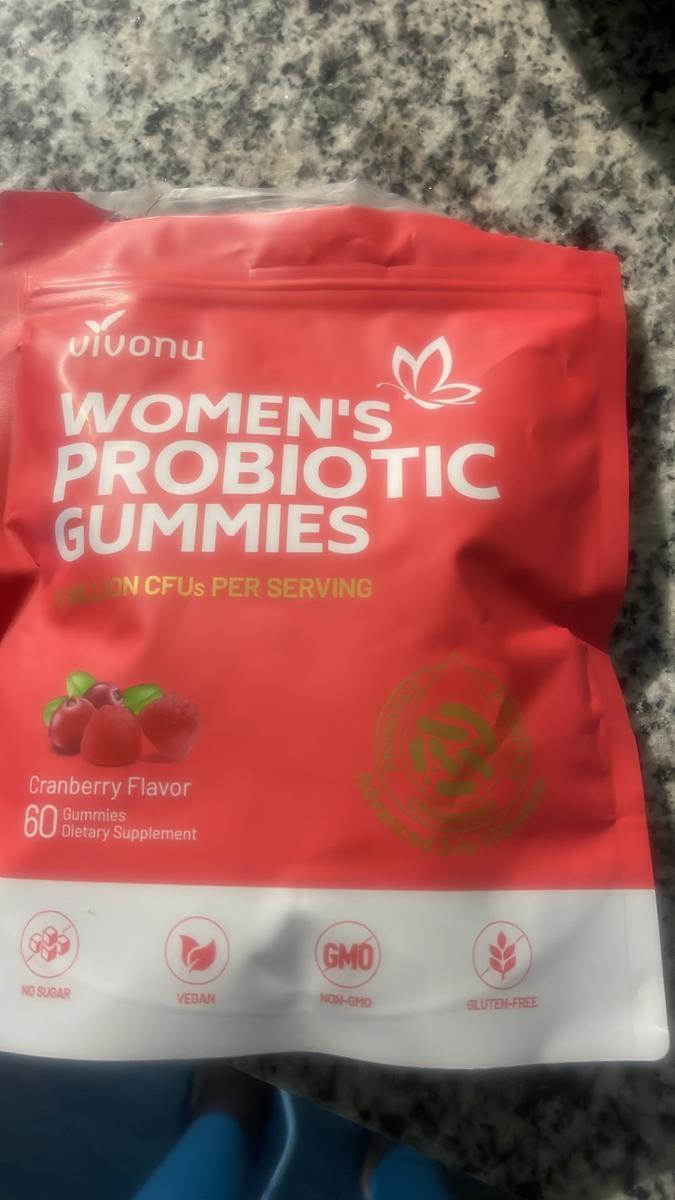 vivonu
WOMEN'S
PROBIOTIC
GUMMIES
BILLION CFUs PER SERVING
Cranberry Flavor
60 Gummies
Dietary Supplement
NO SUGAR
VEGAN
GMO
NON-GMO
GLUTEN-FREE